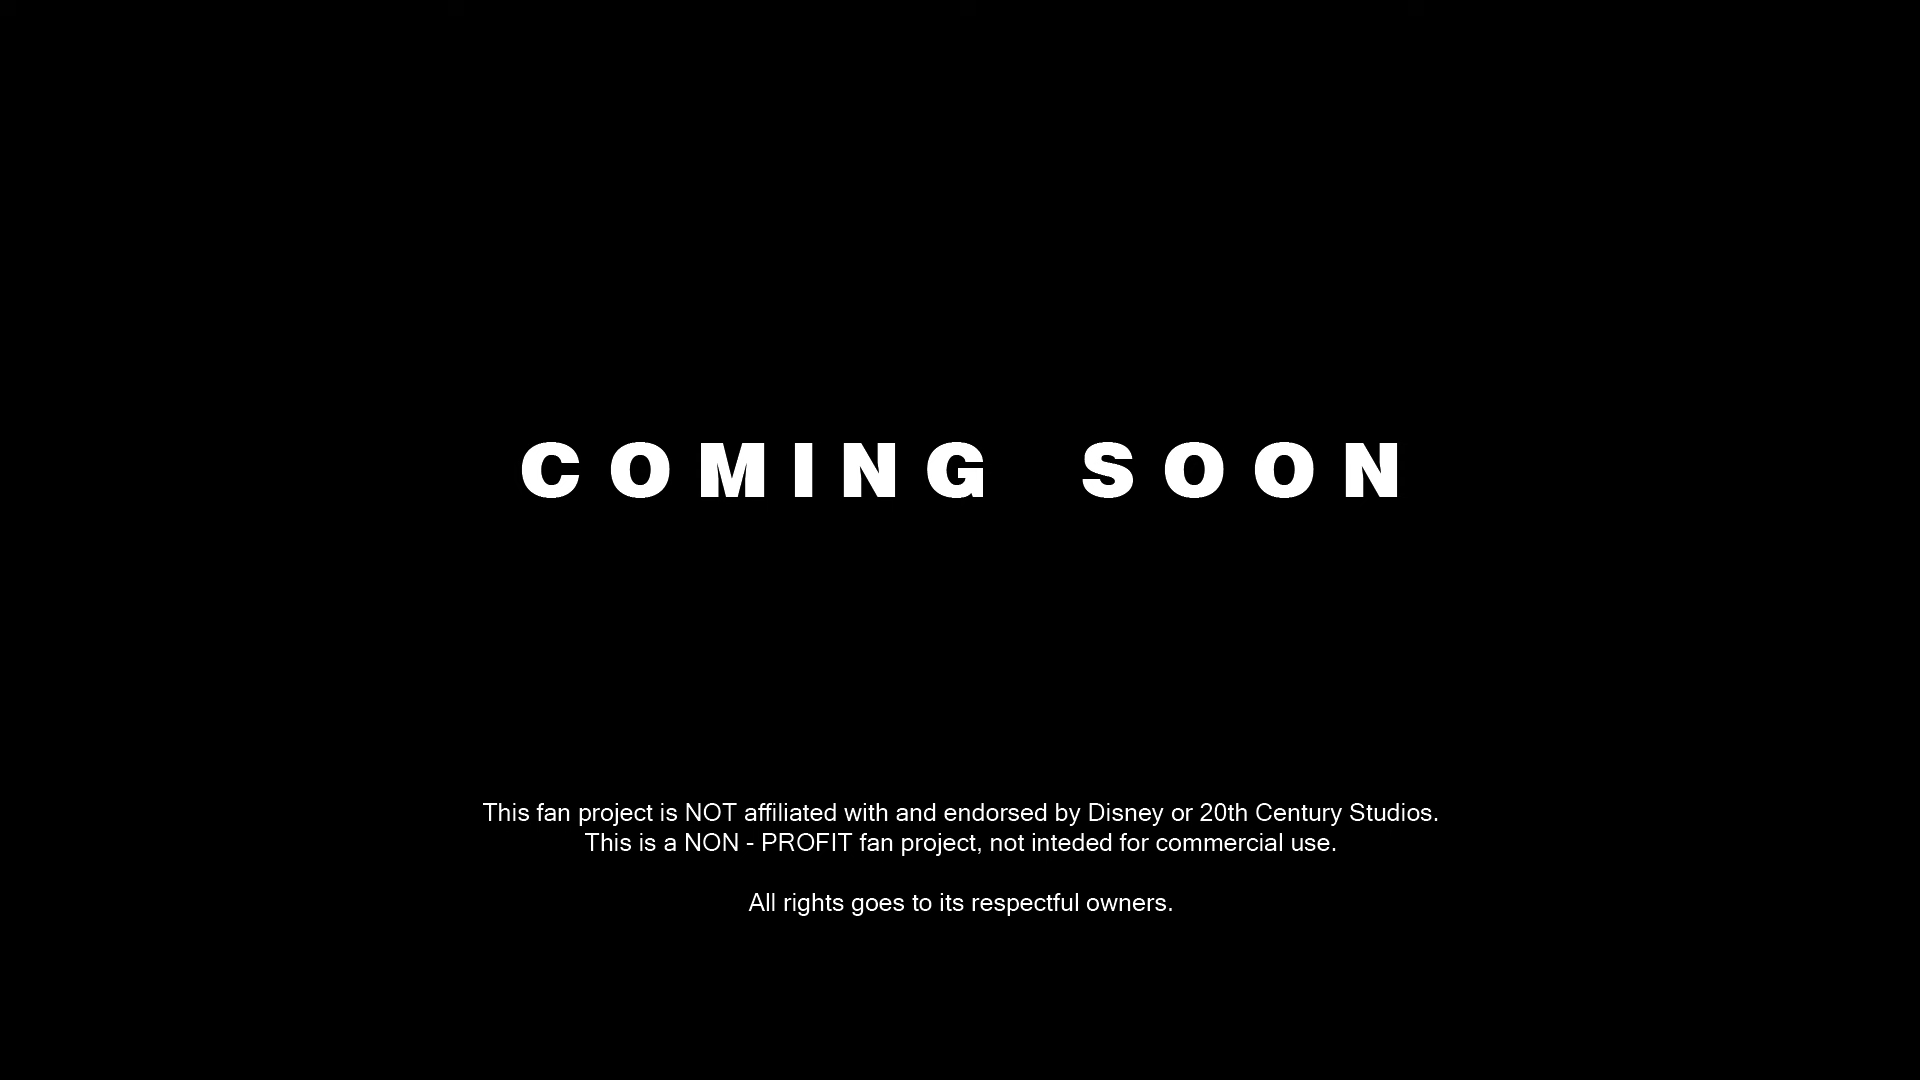 COMING SOON
This fan project is NOT affiliated with and endorsed by Disney or 20th Century Studios.
This is a NON - PROFIT fan project, not inteded for commercial use.
All rights goes to its respectful owners.